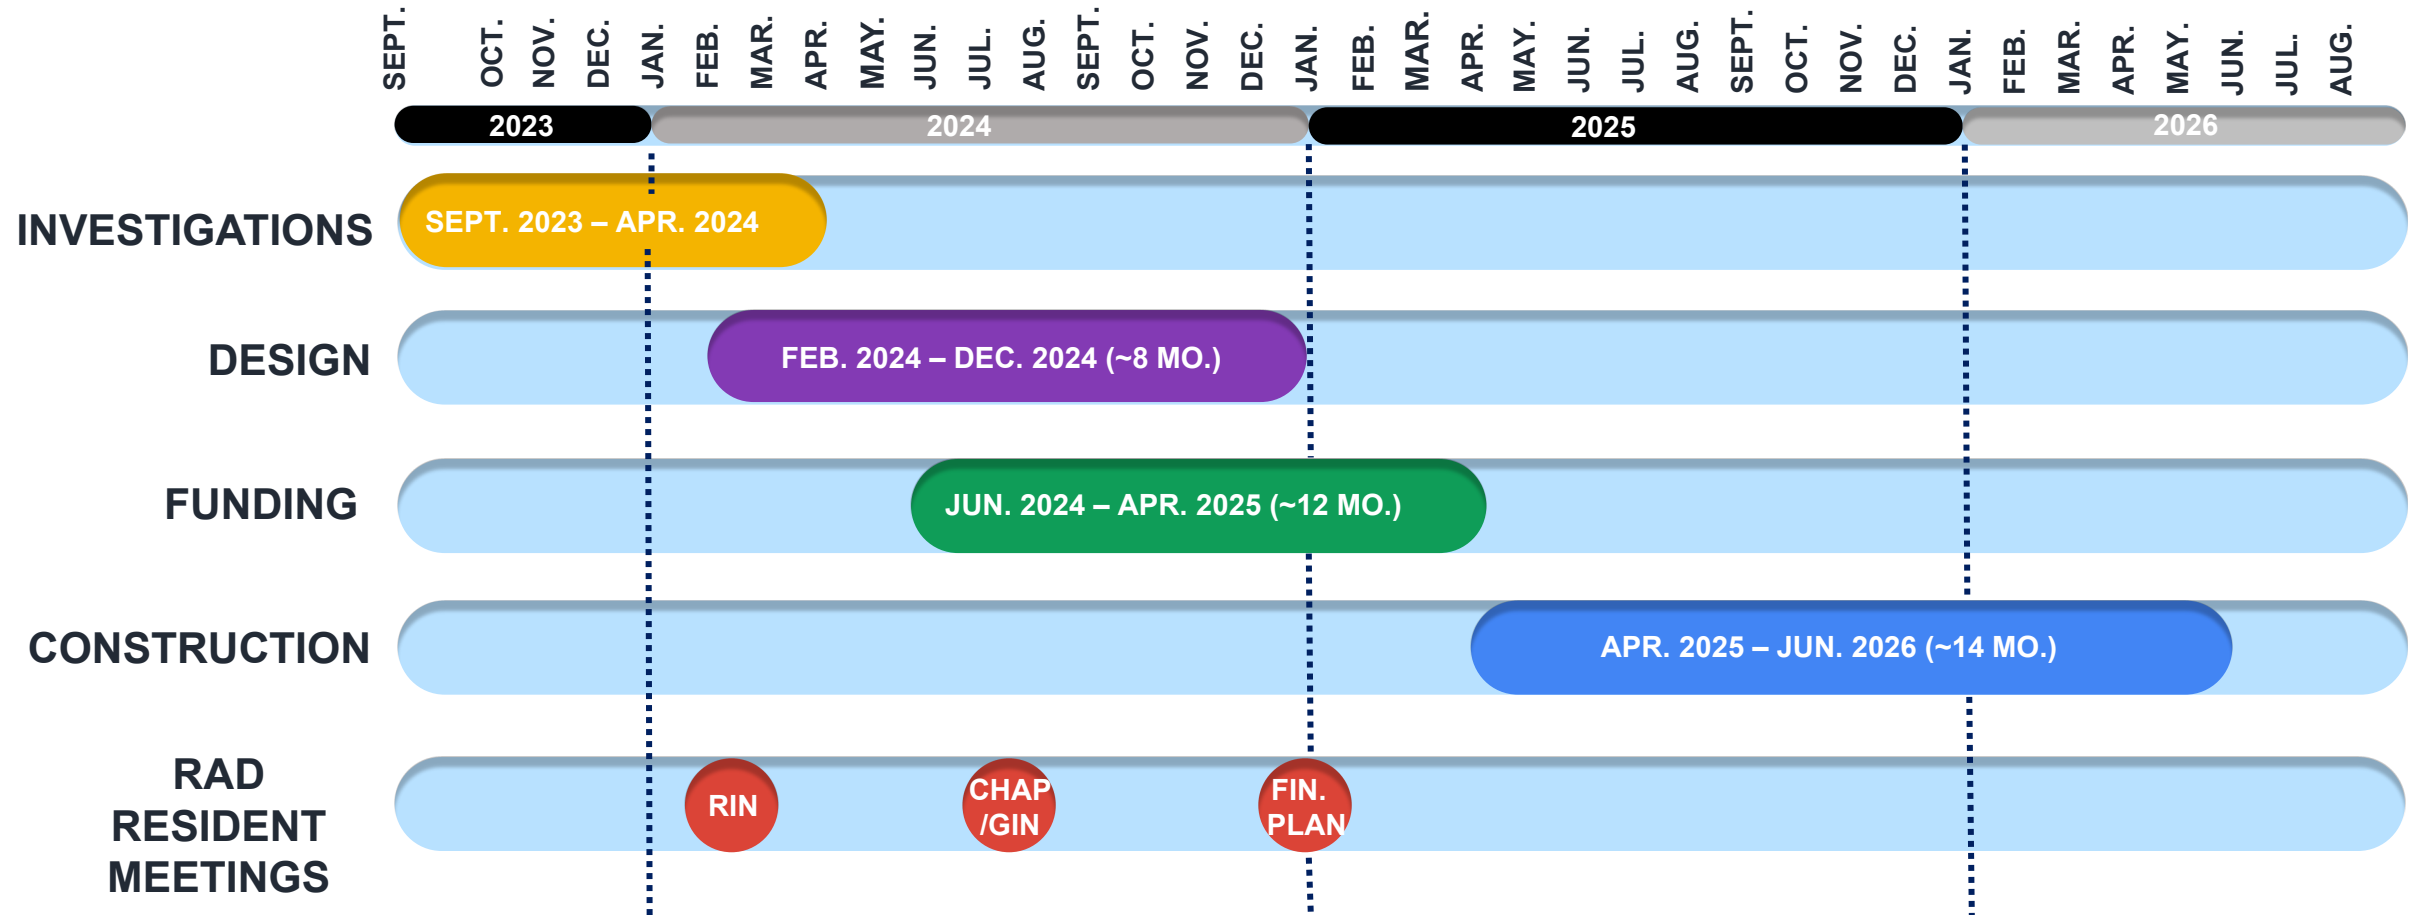 SEPT.
OCT.
NOV.
DEC.
JAN.
FEB.
MAR.
APR.
MAY.
JUN.
JUL.
AUG.
SEPT.
OCT.
NOV.
DEC.
JAN.
FEB.
MAR.
APR.
MAY.
JUN.
JUL.
AUG.
SEPT.
OCT.
NOV.
DEC.
JAN.
FEB.
MAR.
APR.
MAY.
JUN.
JUL.
AUG.
2023
2024
2025
2026
INVESTIGATIONS
SEPT. 2023 – APR. 2024
DESIGN
FEB. 2024 – DEC. 2024 (~8 MO.)
FUNDING
JUN. 2024 – APR. 2025 (~12 MO.)
CONSTRUCTION
APR. 2025 – JUN. 2026 (~14 MO.)
RAD
RESIDENT
MEETINGS
RIN
CHAP
/GIN
FIN.
PLAN